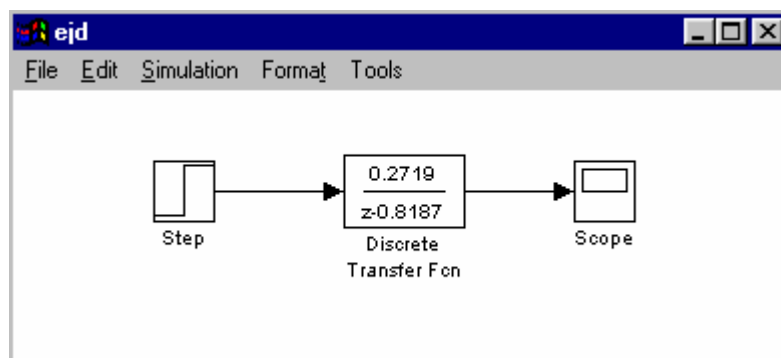 ejd
File Edit Simulation Format Tools
0.2719
z-0.8187
Step
Discrete
Transfer Fcn
Scope